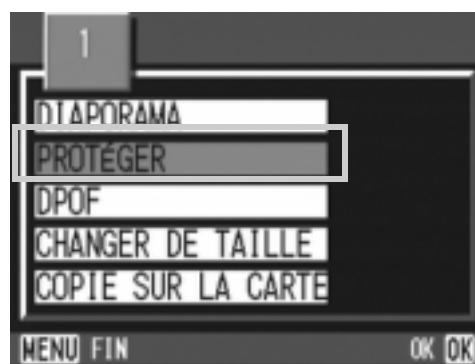 1
DIAPORAMA
PROTÉGER
DPOF
CHANGER DE TAILLE
COPIE SUR LA CARTE
MENU FIN OK OK